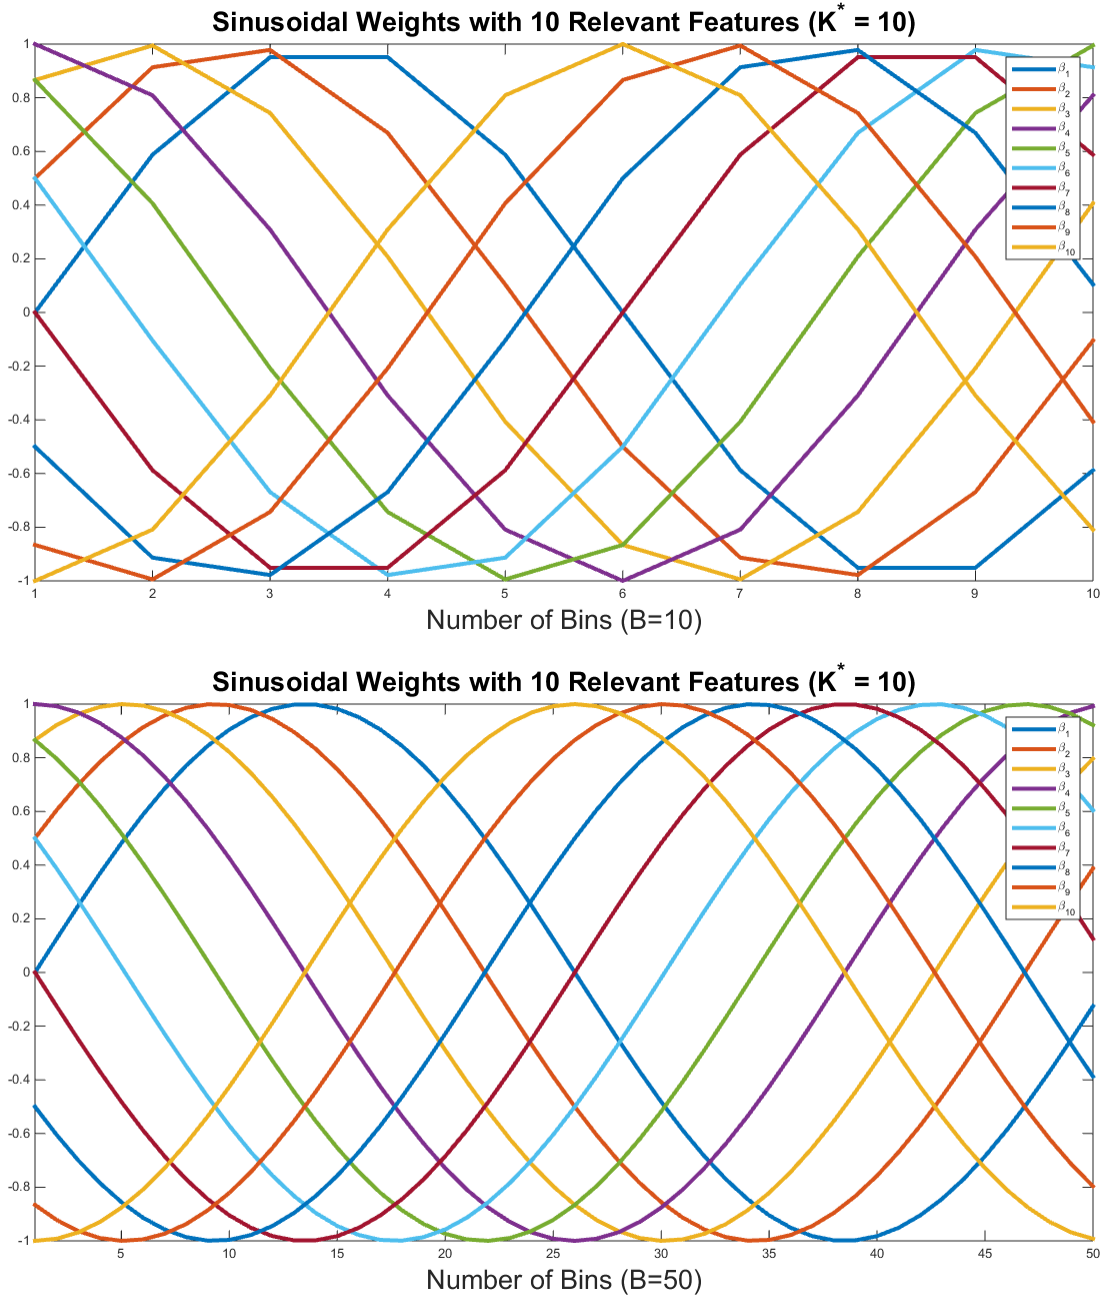 Sinusoidal Weights with 10 Relevant Features (K* = 10)
1
0.8
0.6
0.4
0.2
0
-0.2
-0.4
-0.6
-0.8
-1
β1
β2
β3
β4
β5
β6
β7
β8
β9
β10
1 2 3 4 5 6 7 8 9 10
Number of Bins (B=10)
Sinusoidal Weights with 10 Relevant Features (K* = 10)
1
0.8
0.6
0.4
0.2
0
-0.2
-0.4
-0.6
-0.8
-1
β1
β2
β3
β4
β5
β6
β7
β8
β9
β10
5 10 15 20 25 30 35 40 45 50
Number of Bins (B=50)